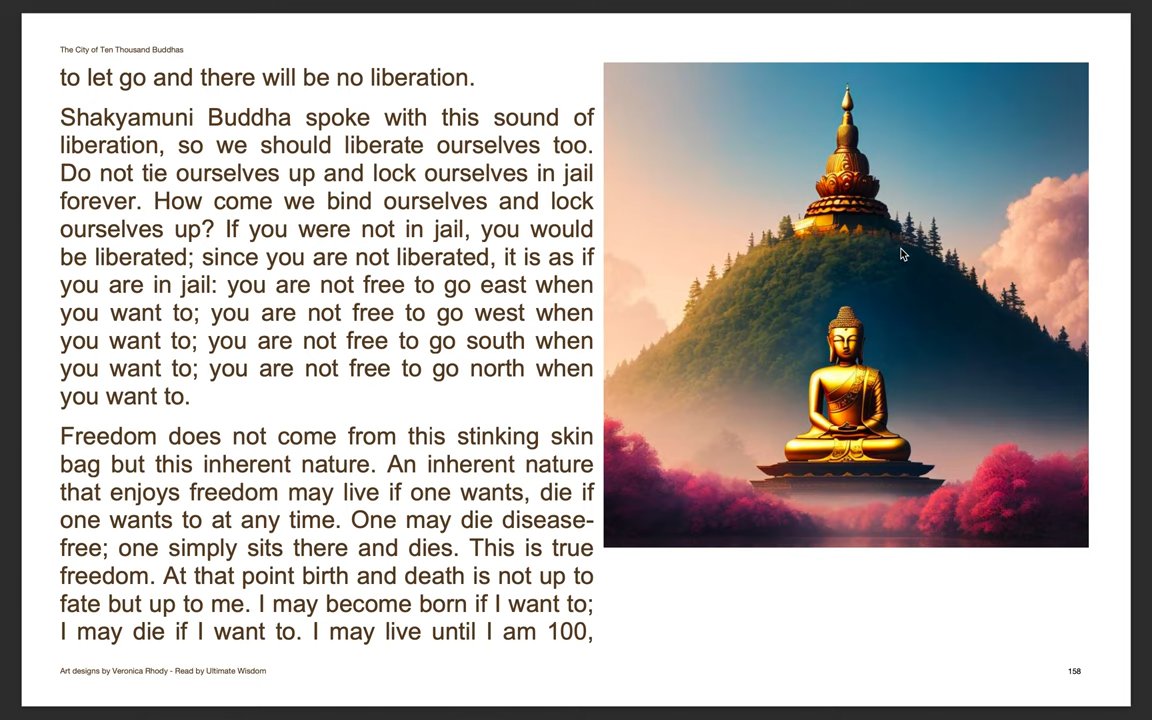 The City of Ten Thousand Buddhas
to let go and there will be no liberation.
Shakyamuni Buddha spoke with this sound of
liberation, so we should liberate ourselves too.
Do not tie ourselves up and lock ourselves in jail
forever. How come we bind ourselves and lock
ourselves up? If you were not in jail, you would
be liberated; since you are not liberated, it is as if
you are in jail: you are not free to go east when
you want to; you are not free to go west when
you want to; you are not free to go south when
you want to; you are not free to go north when
you want to.
Freedom does not come from this stinking skin
bag but this inherent nature. An inherent nature
that enjoys freedom may live if one wants, die if
one wants to at any time. One may die disease-
free; one simply sits there and dies. This is true
freedom. At that point birth and death is not up to
fate but up to me. I may become born if I want to;
I may die if I want to. I may live until I am 100,
Art designs by Veronica Rhody - Read by Ultimate Wisdom
158